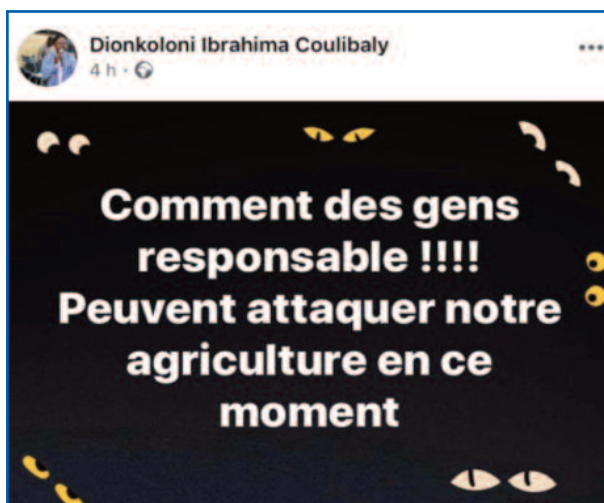 Dionkoloni Ibrahima Coulibaly
4 h ·
Comment des gens
responsable !!!!
Peuvent attaquer notre
agriculture en ce
moment